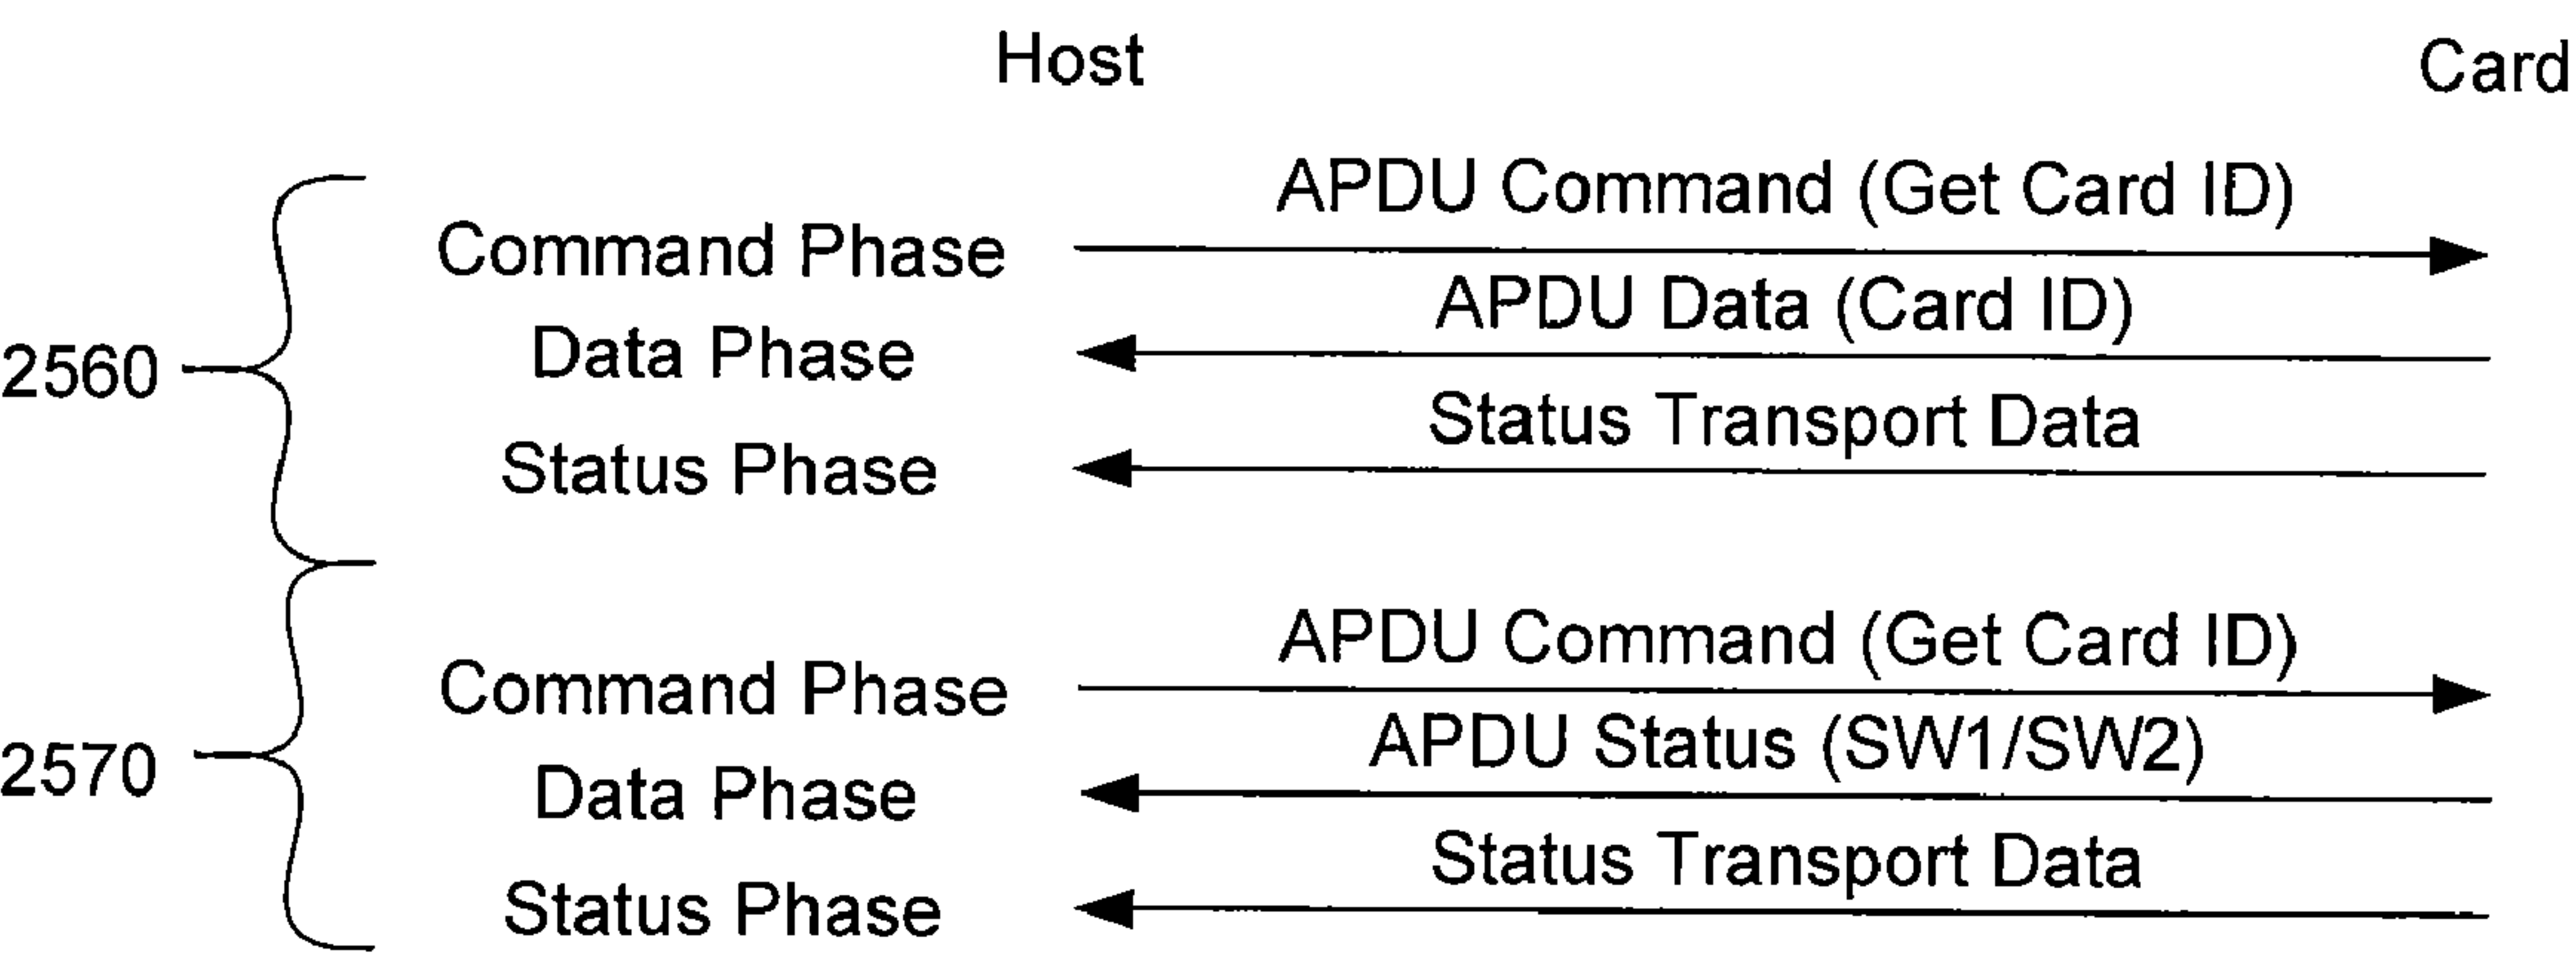 Host Card
APDU Command (Get Card ID)
Command Phase
APDU Data (Card ID)
Data Phase
2560
Status Transport Data
Status Phase
APDU Command (Get Card ID)
Command Phase
APDU Status (SW1/SW2)
2570
Data Phase
Status Transport Data
Status Phase